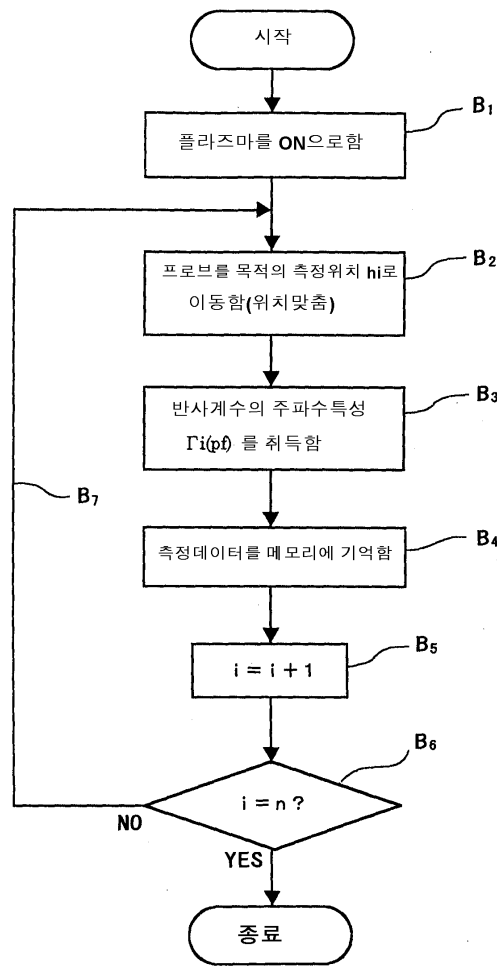 시작
B₁
플라즈마를 ON으로함
B₂
프로브를 목적의 측정위치 hi로
이동함(위치맞춤)
B₃
반사계수의 주파수특성
Γi(pf) 를 취득함
B₇
B₄
측정데이터를 메모리에 기억함
B₅
i = i + 1
B₆
i = n ?
NO
YES
종료